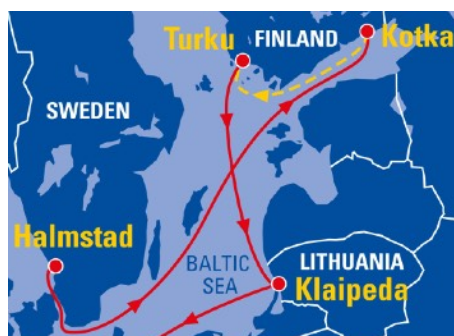 Turku
FINLAND
Kotka
SWEDEN
Halmstad
BALTIC
SEA
LITHUANIA
Klaipeda